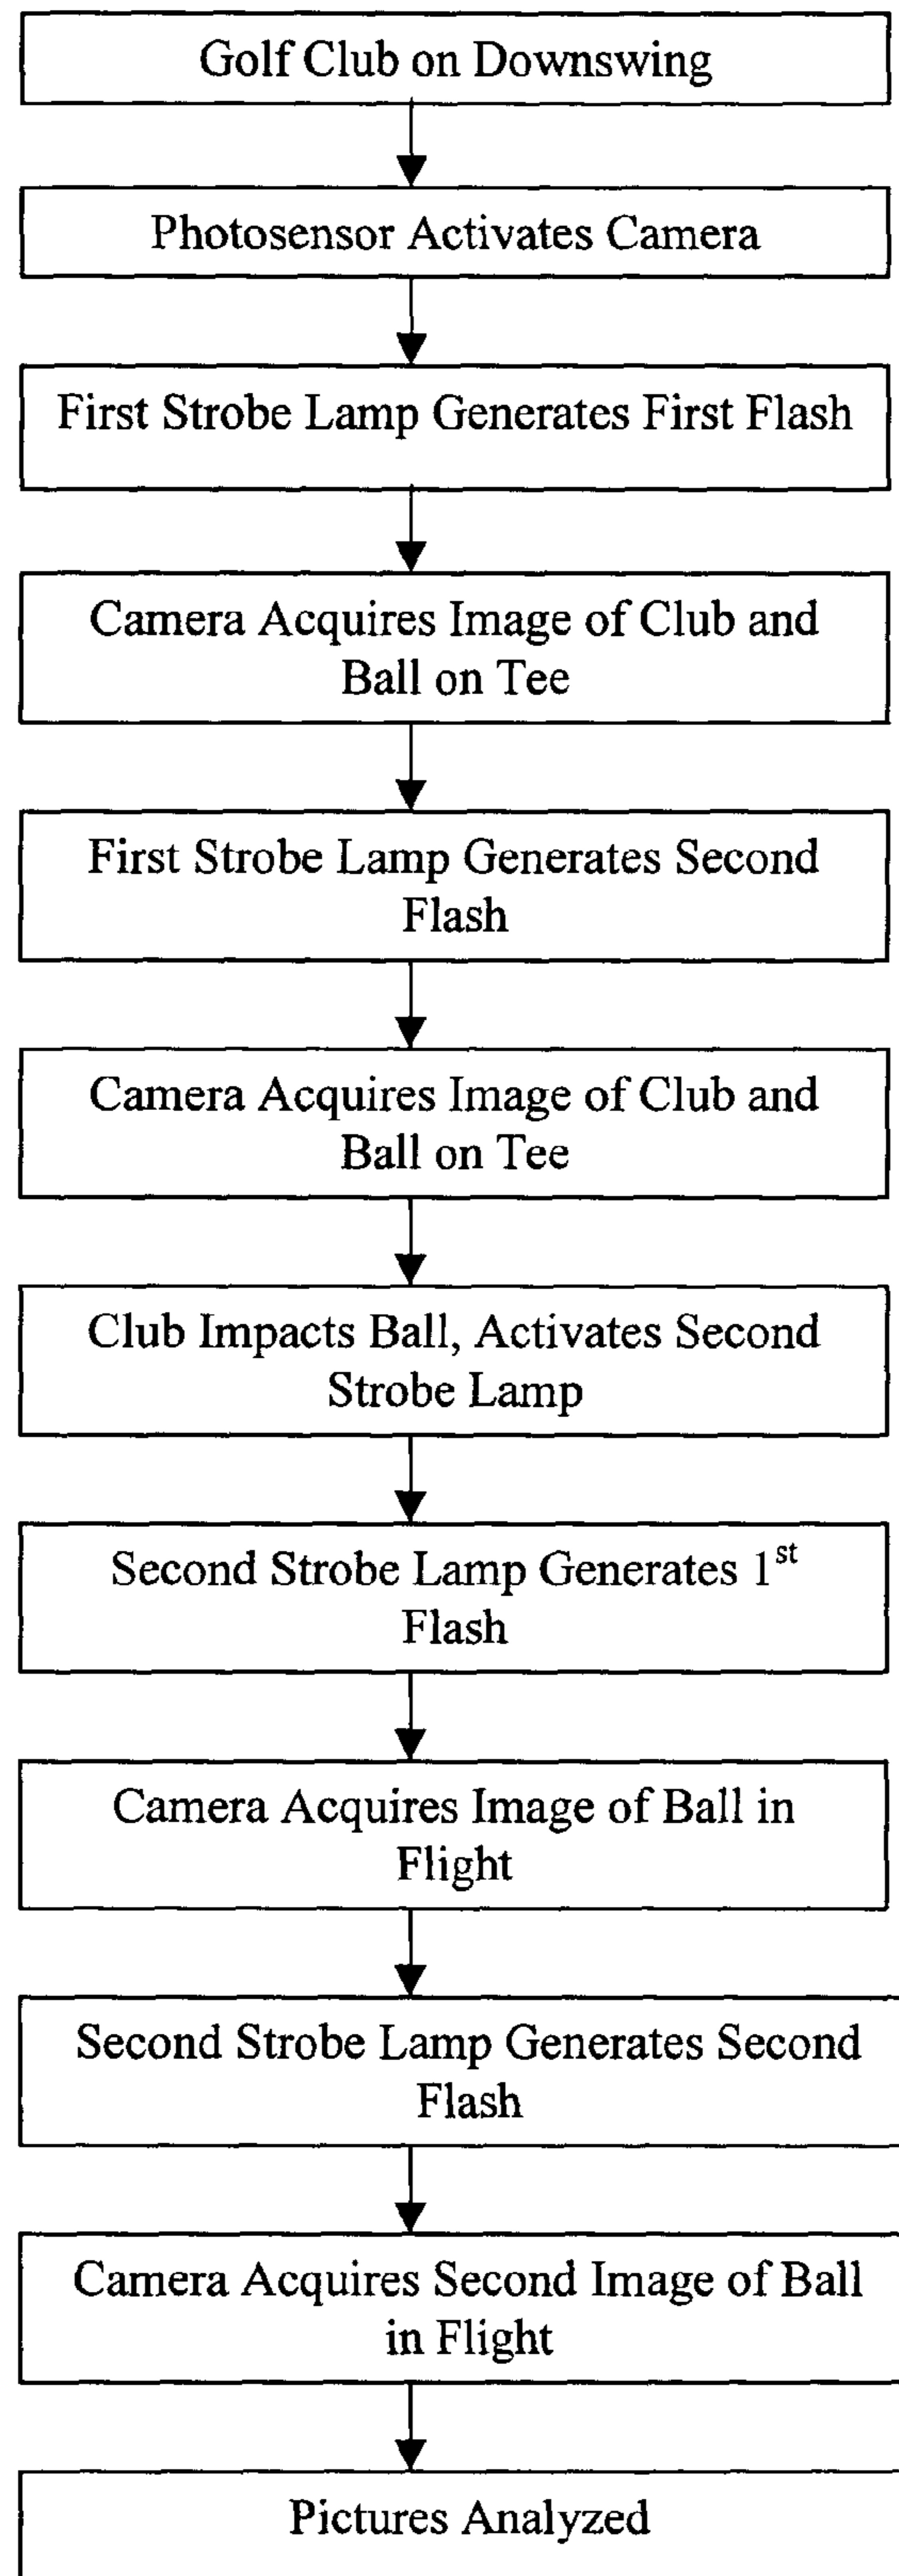 Golf Club on Downswing
Photosensor Activates Camera
First Strobe Lamp Generates First Flash
Camera Acquires Image of Club and
Ball on Tee
First Strobe Lamp Generates Second
Flash
Camera Acquires Image of Club and
Ball on Tee
Club Impacts Ball, Activates Second
Strobe Lamp
Second Strobe Lamp Generates 1st
Flash
Camera Acquires Image of Ball in
Flight
Second Strobe Lamp Generates Second
Flash
Camera Acquires Second Image of Ball
in Flight
Pictures Analyzed